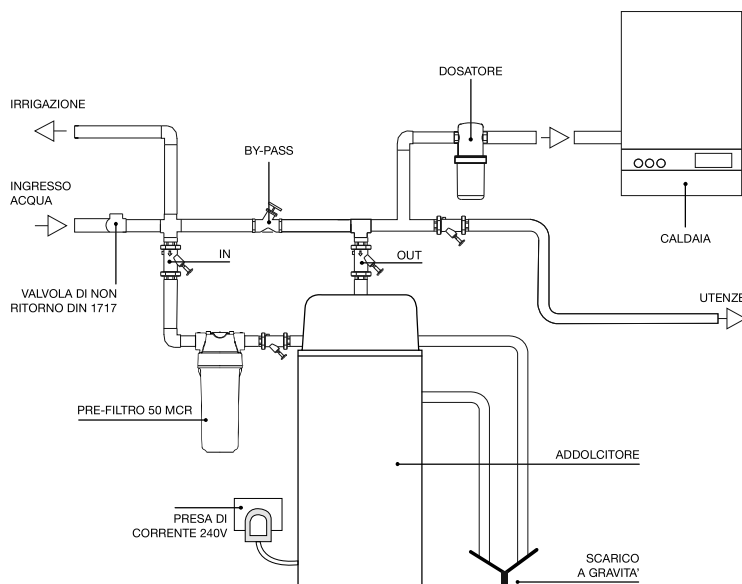 DOSATORE
IRRIGAZIONE
BY-PASS
INGRESSO
ACQUA
CALDAIA
IN
OUT
VALVOLA DI NON
RITORNO DIN 1717
UTENZE
PRE-FILTRO 50 MCR
ADDOLCITORE
PRESA DI
CORRENTE 240V
SCARICO
A GRAVITA'